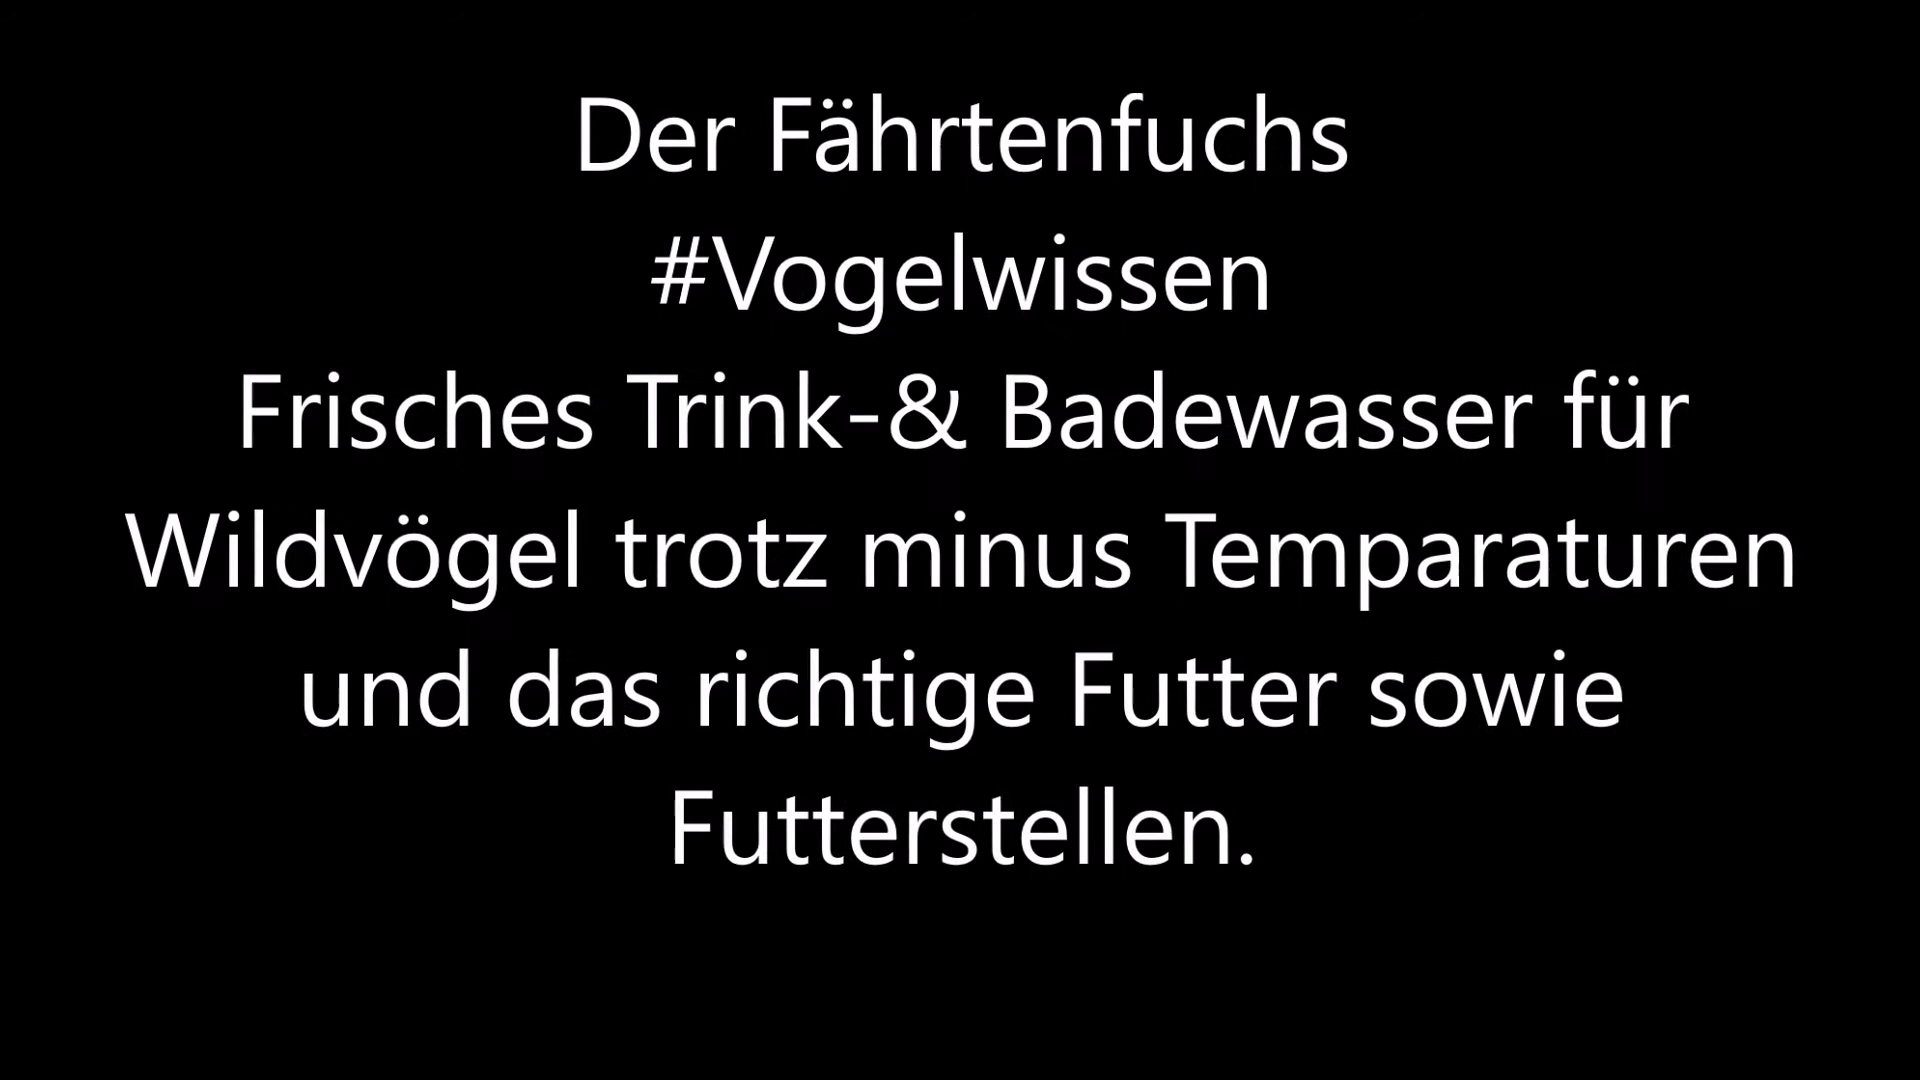 Der Fährtenfuchs
#Vogelwissen
Frisches Trink-& Badewasser für
Wildvögel trotz minus Temparaturen
und das richtige Futter sowie
Futterstellen.